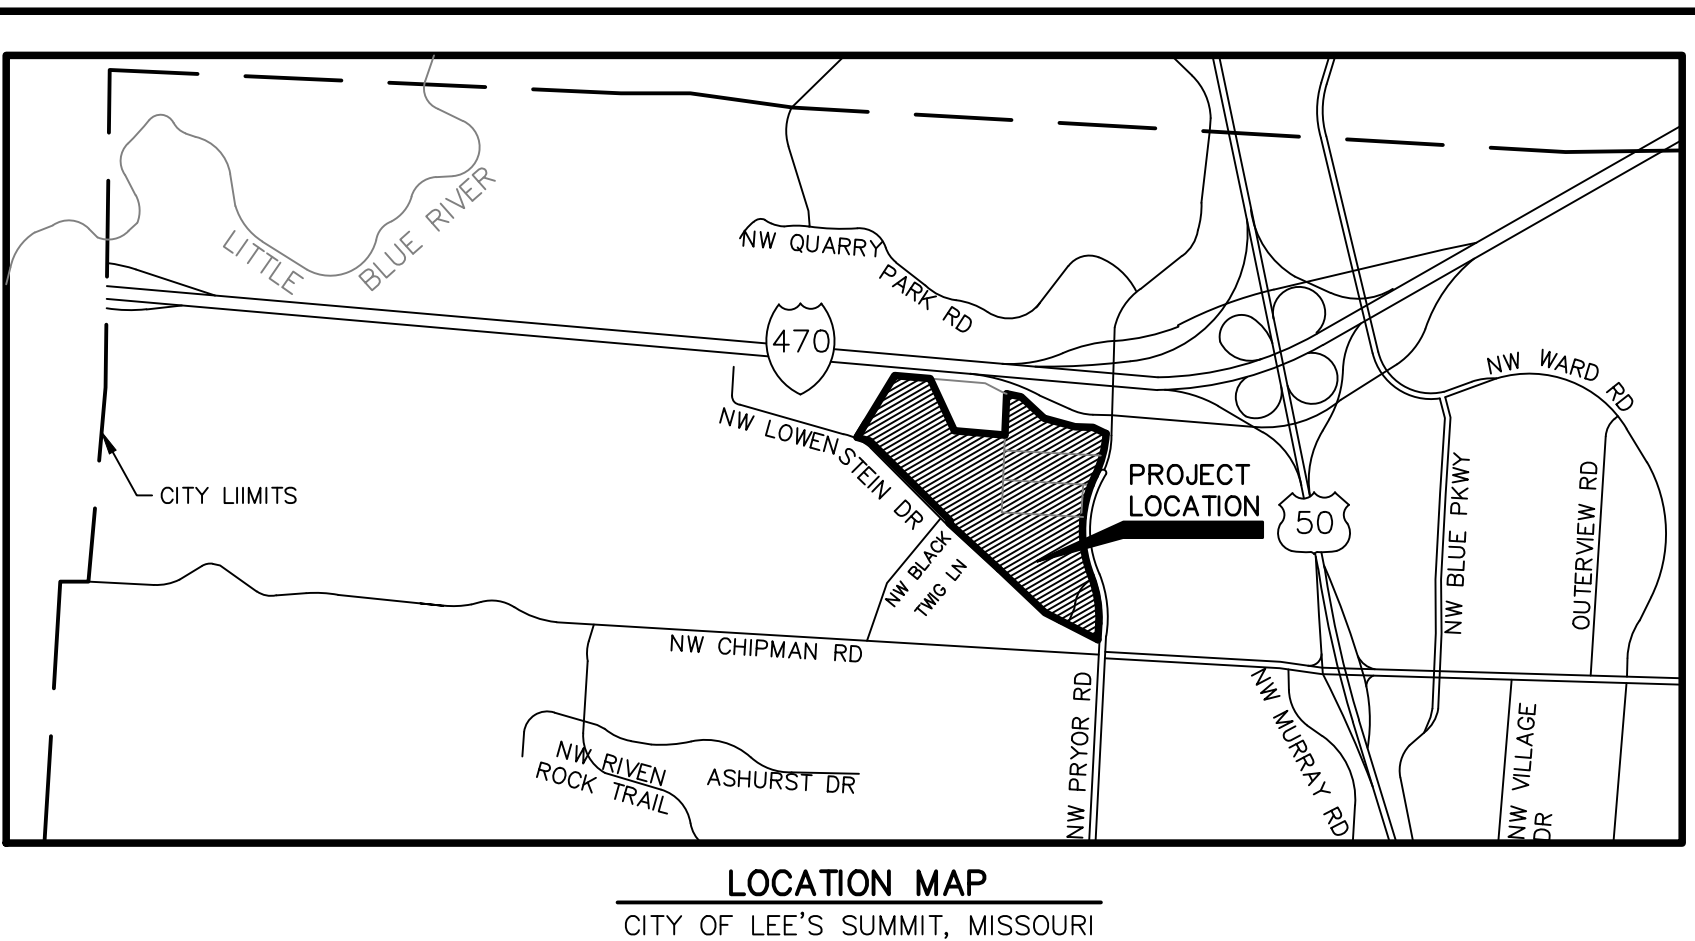 LITTLE
BLUE RIVER
NW QUARRY
PARK RD
470
NW WARD RD
NW LOWEN
STEIN DR
PROJECT
LOCATION
50
CITY LIIMITS
NW BLACK
TWIG LN
NW BLUE PKWY
OUTERVIEW RD
NW CHIPMAN RD
NW PRYOR RD
NW MURRAY RD
NW VILLAGE
DR
NW RIVEN
ROCK TRAIL
ASHURST DR
LOCATION MAP
CITY OF LEE'S SUMMIT, MISSOURI